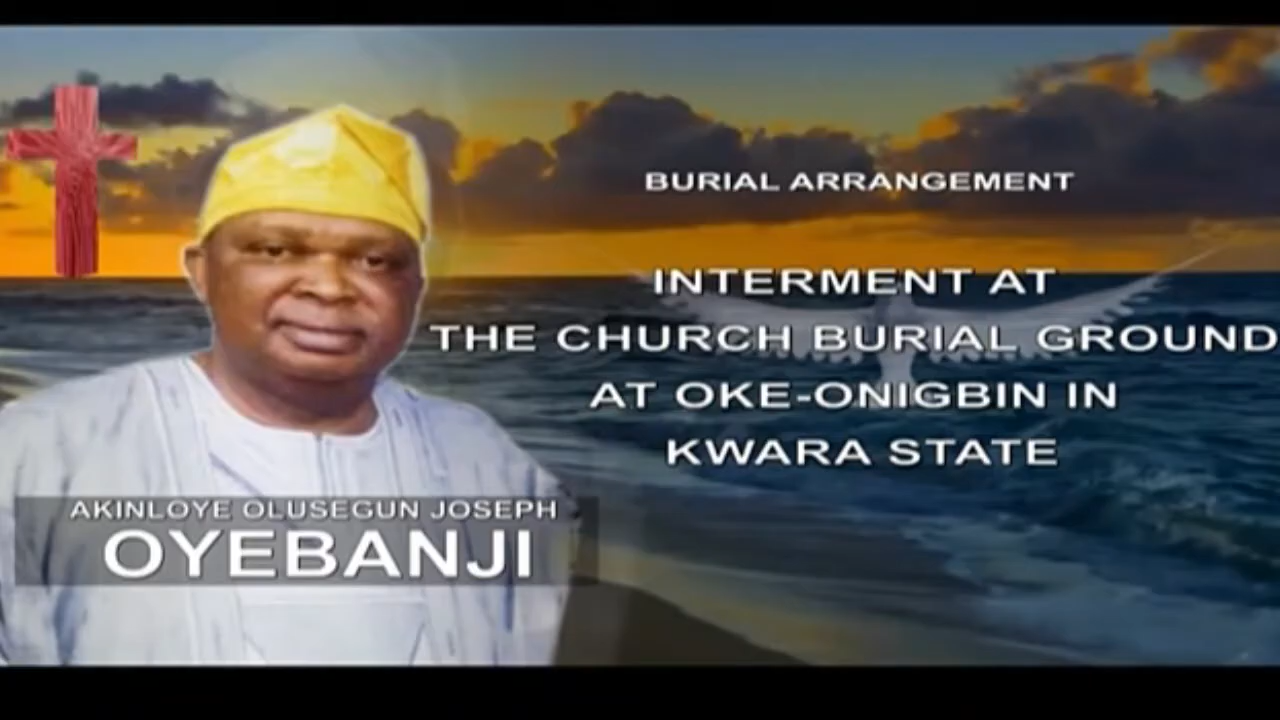 BURIAL ARRANGEMENT
INTERMENT AT
THE CHURCH BURIAL GROUND
AT OKE-ONIGBIN IN
KWARA STATE
AKINLOYE OLUSEGUN JOSEPH
OYEBANJI